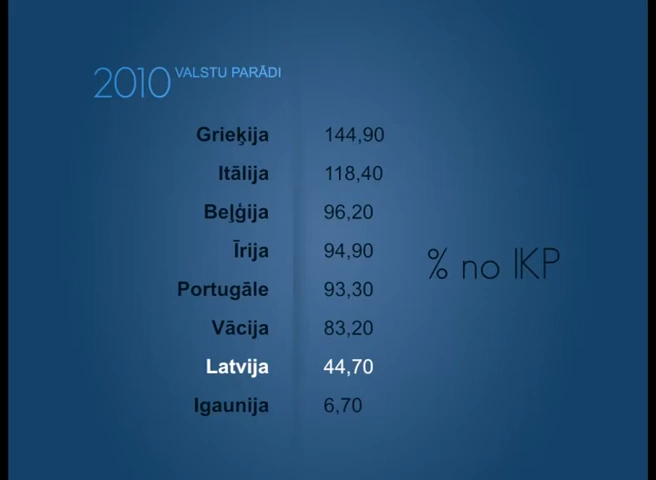 2010 VALSTU PARĀDI
Grieķija 144,90
Itālija 118,40
Beļģija 96,20
Īrija 94,90
% no IKP
Portugāle 93,30
Vācija 83,20
Latvija 44,70
Igaunija 6,70